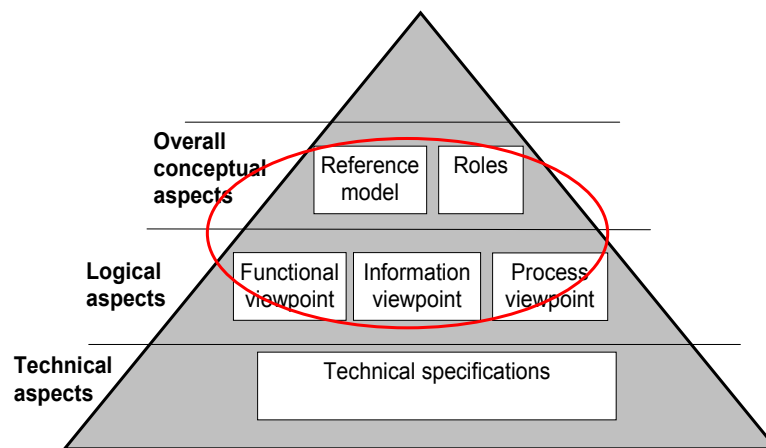 Overall
conceptual
aspects
Reference
model
Roles
Logical
aspects
Functional
viewpoint
Information
viewpoint
Process
viewpoint
Technical
aspects
Technical specifications